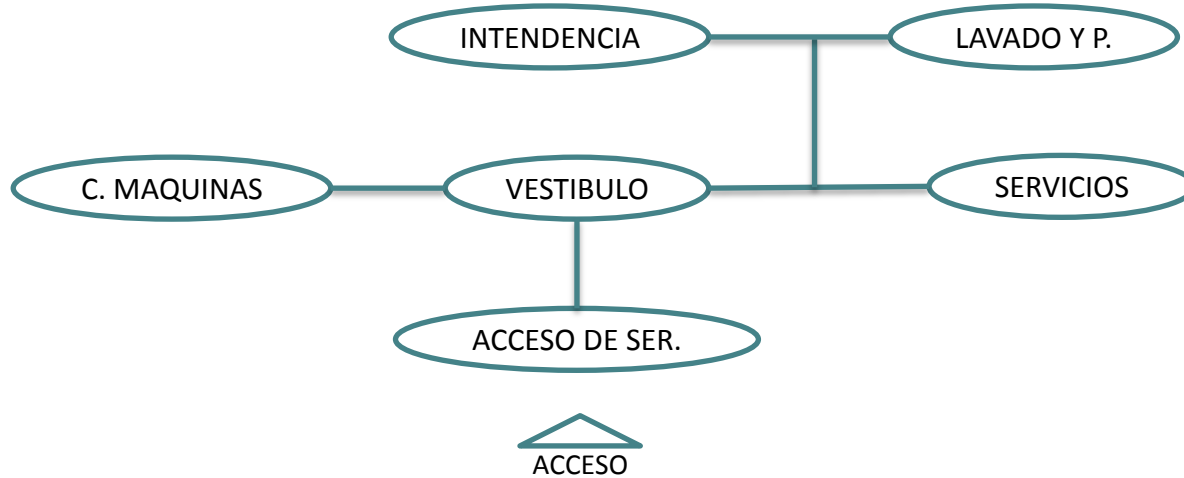 INTENDENCIA
LAVADO Y P.
C. MAQUINAS
VESTIBULO
SERVICIOS
ACCESO DE SER.
ACCESO